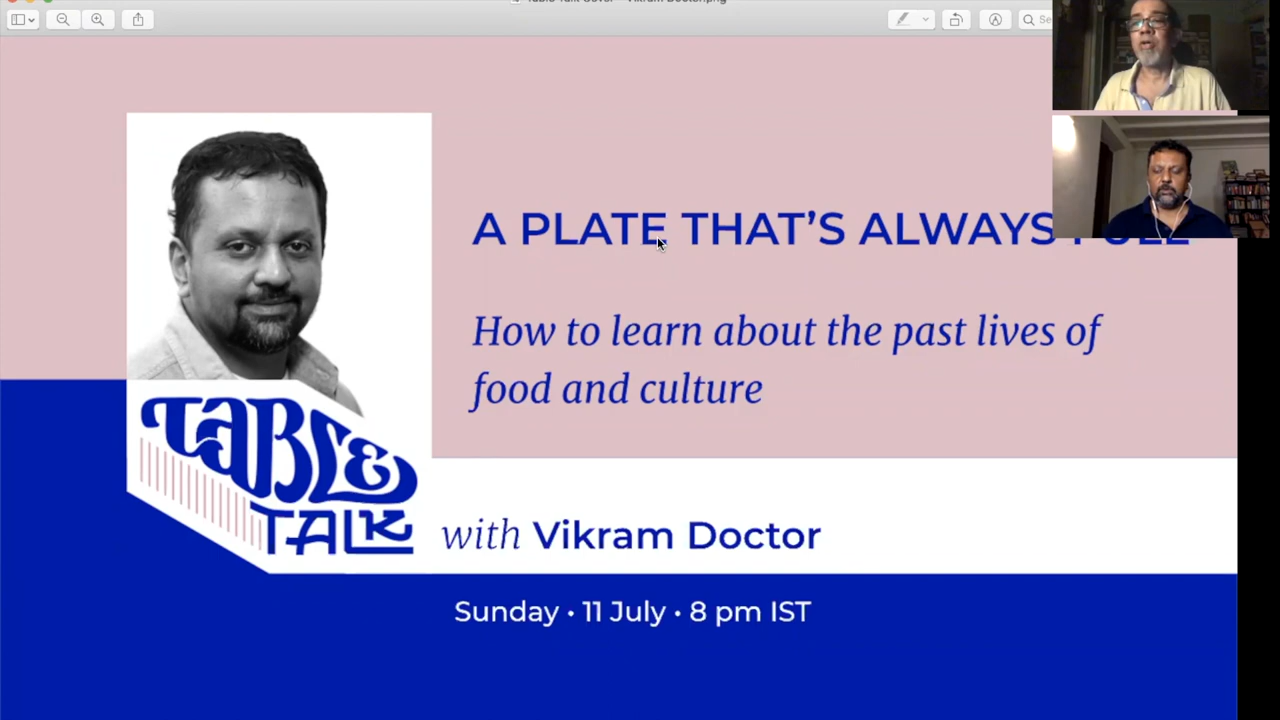 Se
A PLATE THAT'S ALWAYS
How to learn about the past lives of
food and culture
TABLE
TALK
with Vikram Doctor
Sunday • 11 July • 8 pm IST